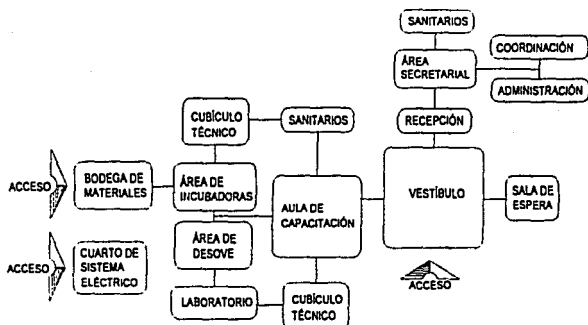 SANITARIOS
COORDINACIÓN
ÁREA
SECRETARIAL
ADMINISTRACIÓN
CUBÍCULO
TÉCNICO
SANITARIOS
RECEPCIÓN
ACCESO
BODEGA DE
MATERIALES
ÁREA DE
INCUBADORAS
AULA DE
CAPACITACIÓN
VESTÍBULO
SALA DE
ESPERA
ACCESO
CUARTO DE
SISTEMA
ELÉCTRICO
ÁREA DE
DESOVE
LABORATORIO
CUBÍCULO
TÉCNICO
ACCESO